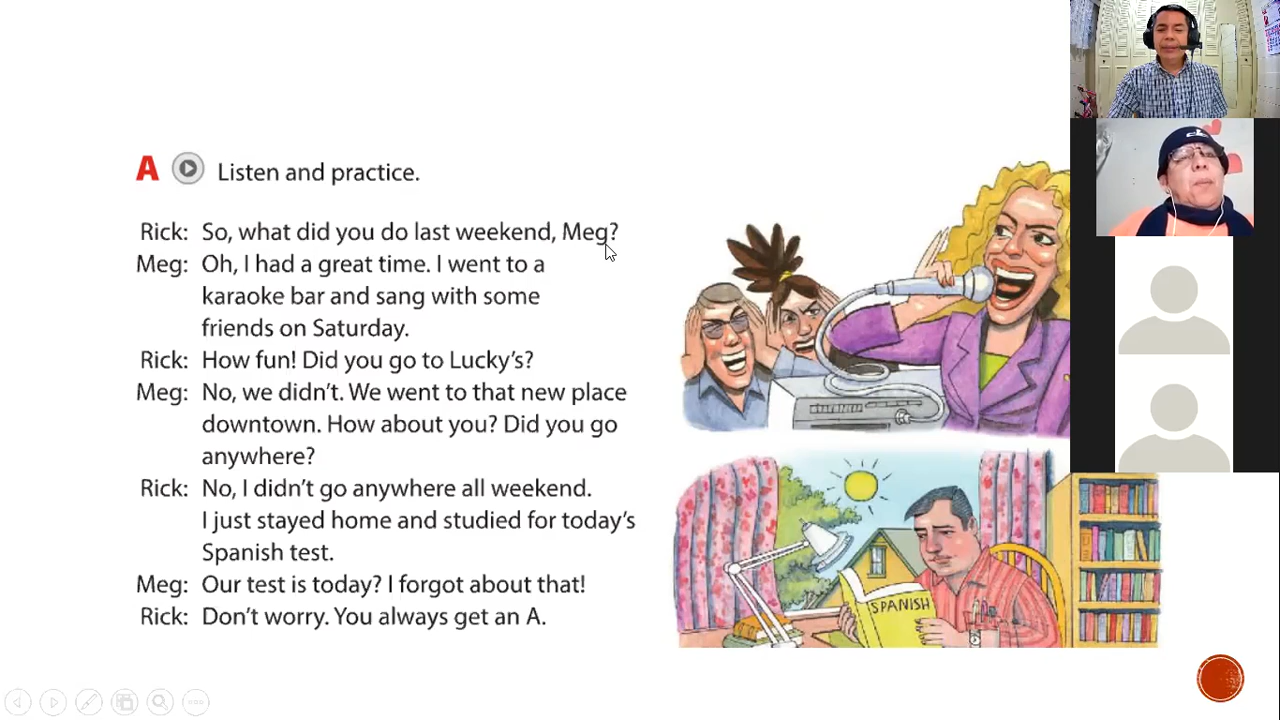 A Listen and practice.
Rick: So, what did you do last weekend, Meg?
Meg: Oh, I had a great time. I went to a
karaoke bar and sang with some
friends on Saturday.
Rick: How fun! Did you go to Lucky's?
Meg: No, we didn't. We went to that new place
downtown. How about you? Did you go
anywhere?
Rick: No, I didn't go anywhere all weekend.
I just stayed home and studied for today's
Spanish test.
Meg: Our test is today? I forgot about that!
Rick: Don't worry. You always get an A.
SPANISH